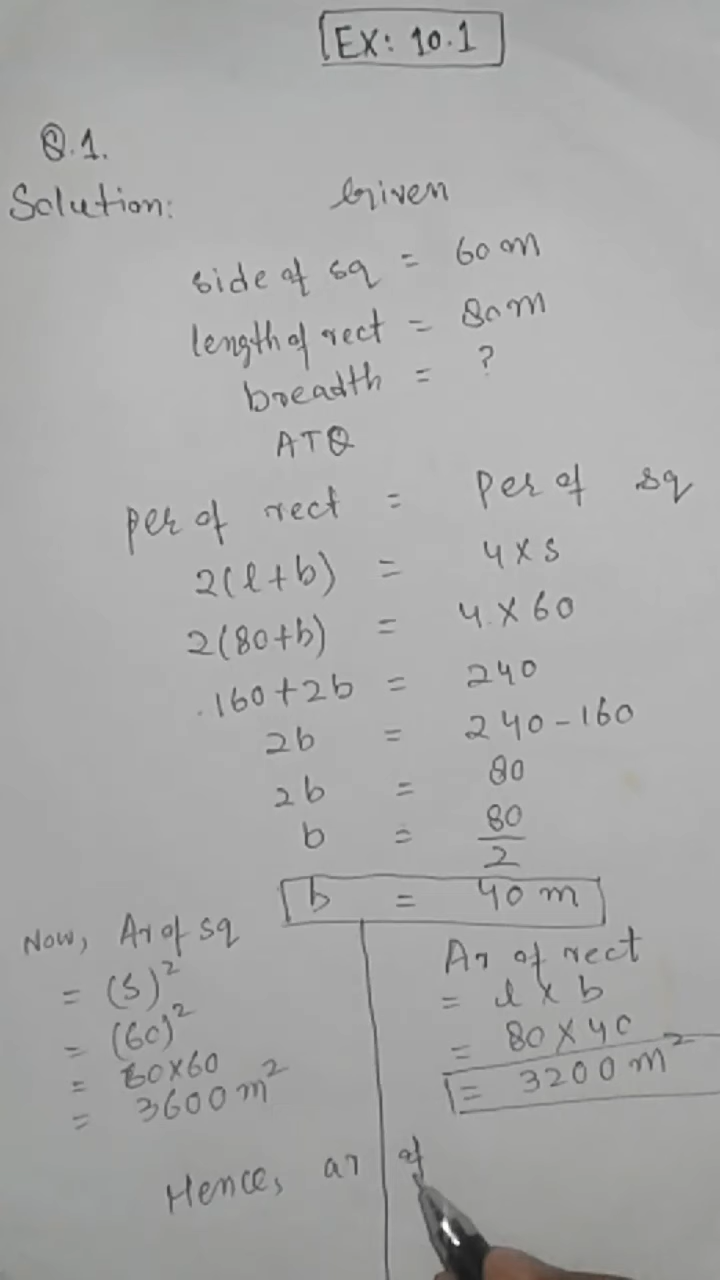 EX: 10.1
Q.1.
Solution: Given
side of sq = 60 m
length of rect = 80 m
breadth = ?
ATQ
Per of rect = Per of sq
2(l+b) = 4 × s
2(80+b) = 4 × 60
160 + 2b = 240
2b = 240 - 160
2b = 80
b = 80/2
b = 40 m
Now, Ar of sq
= (s)²
= (60)²
= 60×60
= 3600 m²
Ar of rect
= l × b
= 80 × 40
= 3200 m²
Hence, ar of